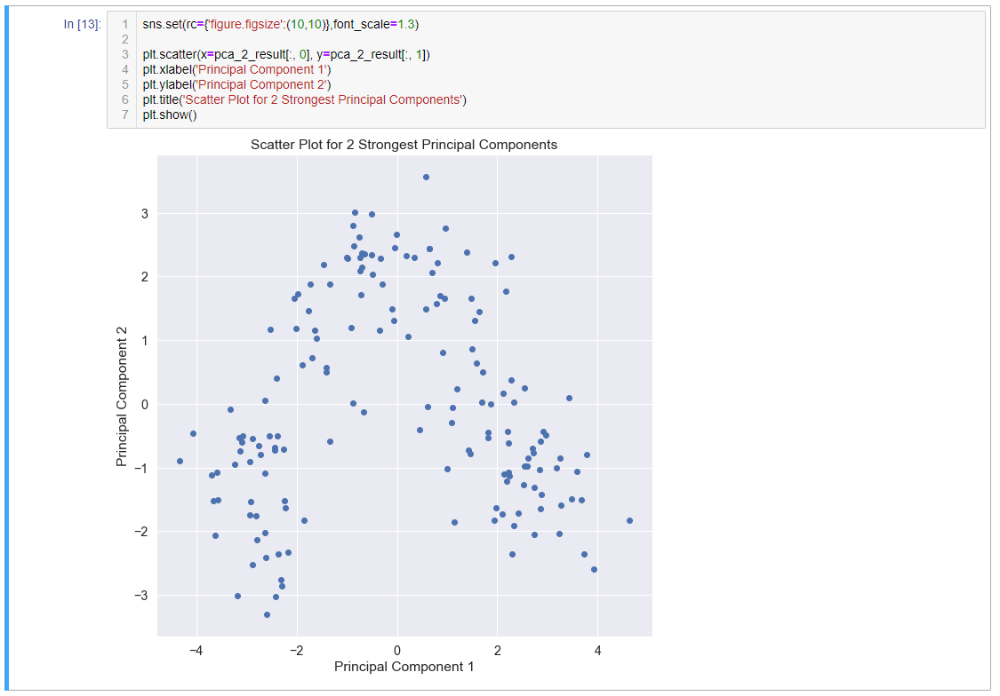 In [13]:
1 sns.set(rc={'figure.figsize':(10,10)},font_scale=1.3)
2
3 plt.scatter(x=pca_2_result[:, 0], y=pca_2_result[:, 1])
4 plt.xlabel('Principal Component 1')
5 plt.ylabel('Principal Component 2')
6 plt.title('Scatter Plot for 2 Strongest Principal Components')
7 plt.show()
Scatter Plot for 2 Strongest Principal Components
Principal Component 2
3
2
1
0
−1
−2
−3
−4 −2 0 2 4
Principal Component 1